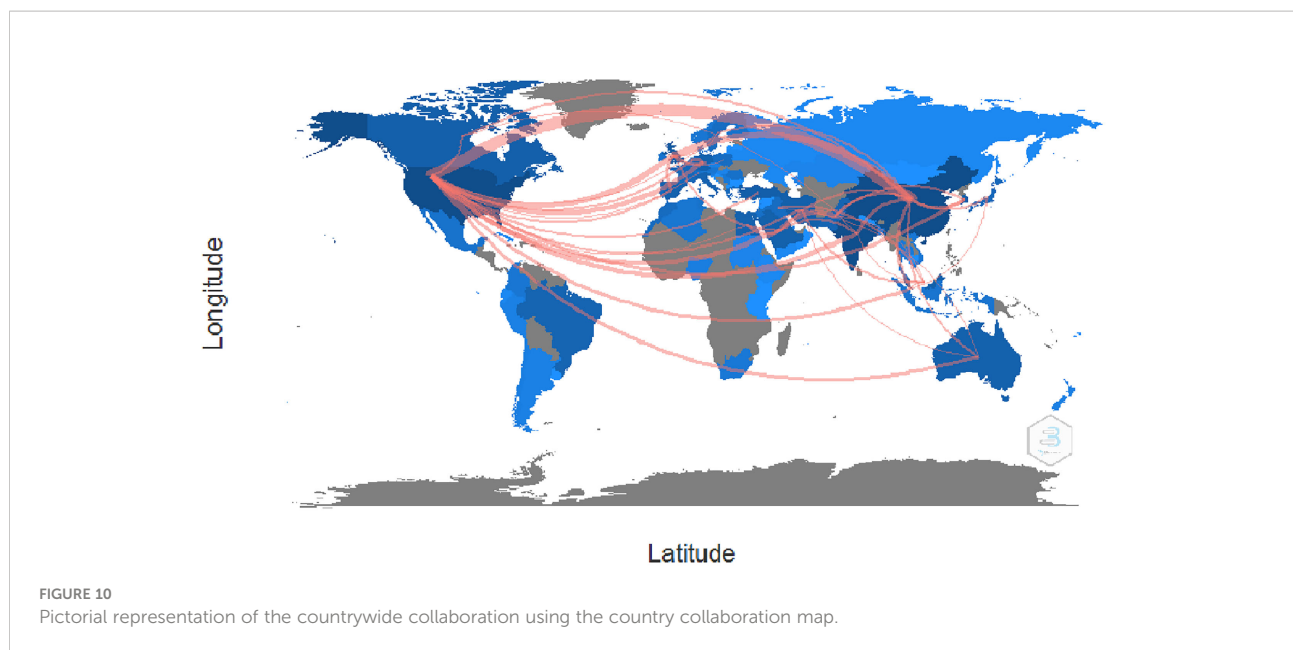 Longitude
Latitude
FIGURE 10
Pictorial representation of the countrywide collaboration using the country collaboration map.